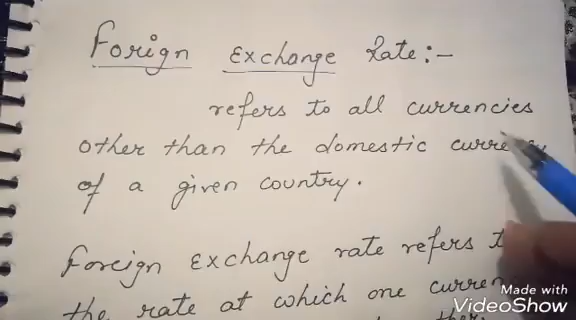 Forign Exchange Rate:-
refers to all currencies
other than the domestic
of a given country.
Foreign exchange rate refers
the rate at which one
Made with
VideoShow